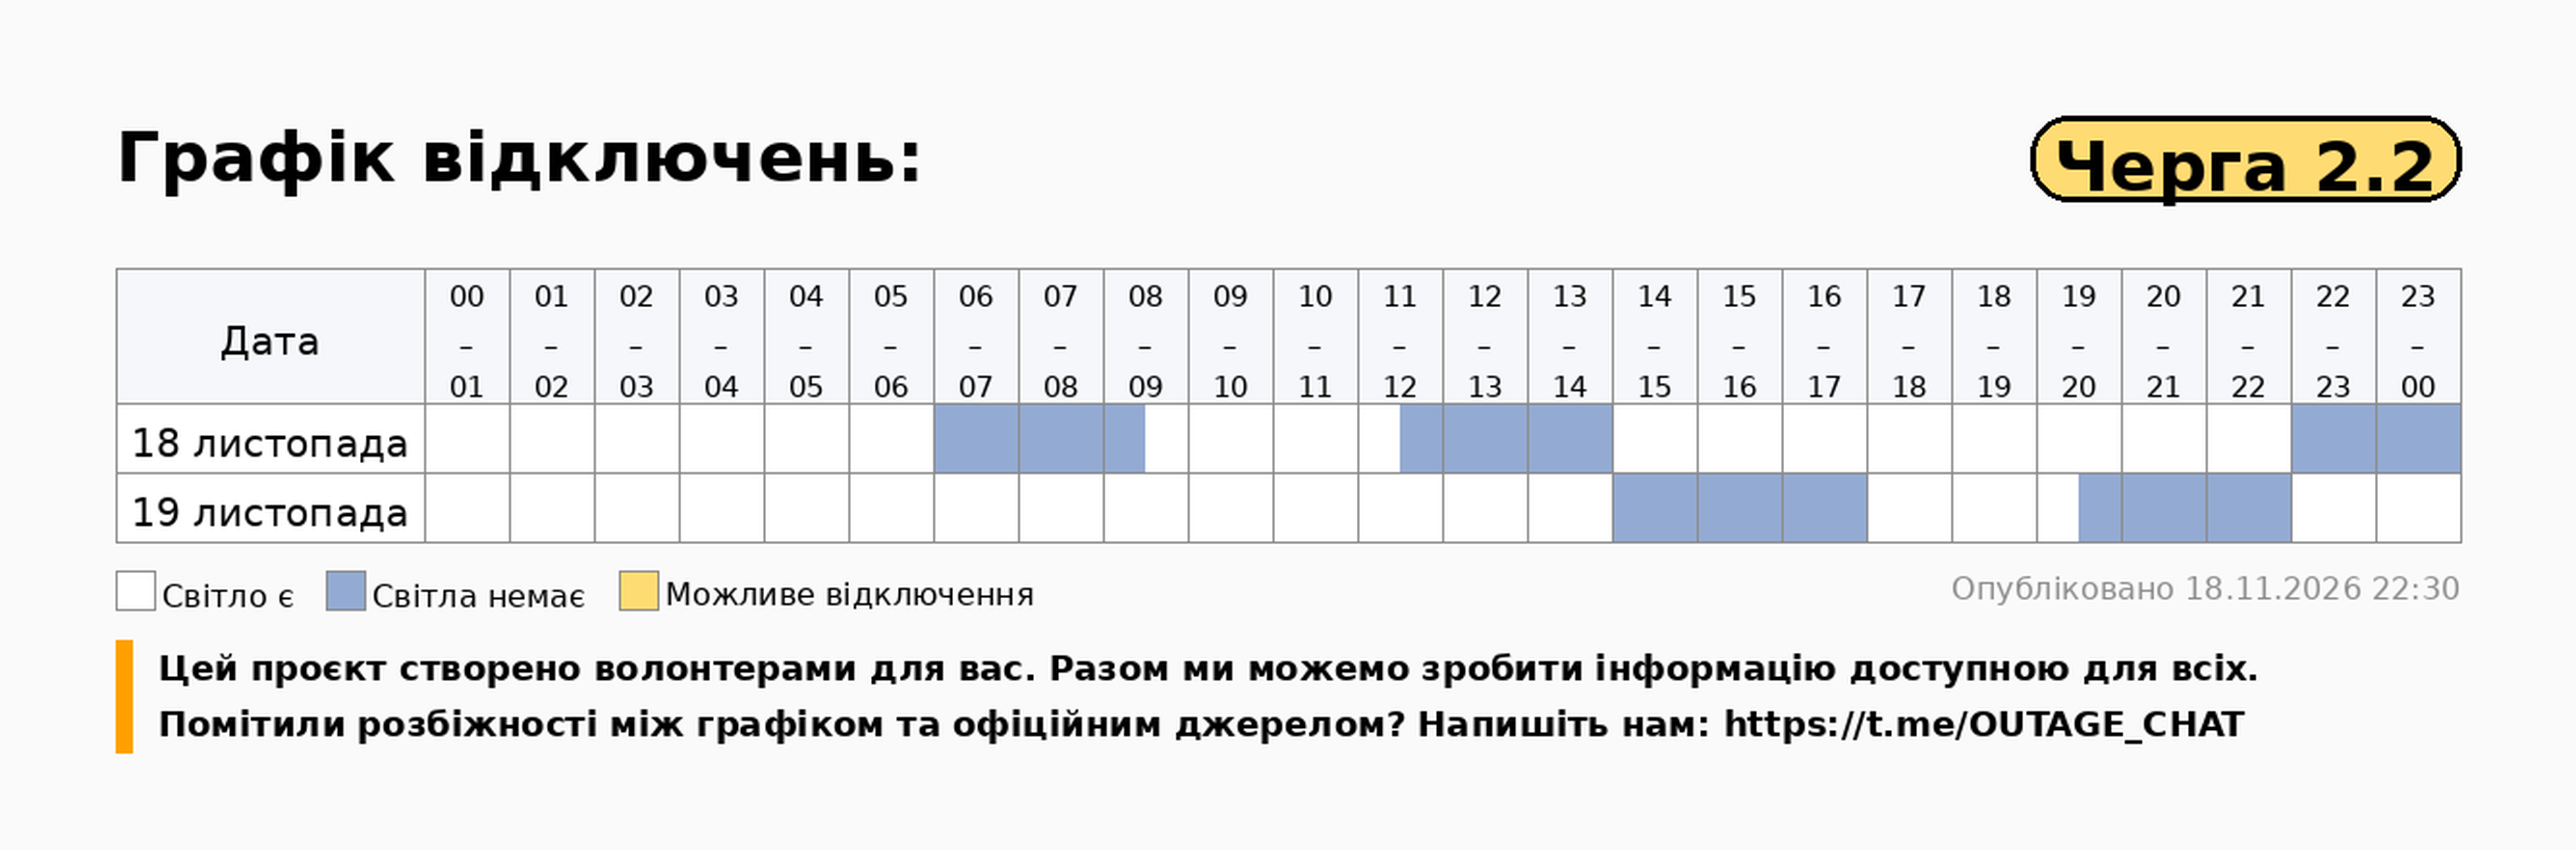 Графік відключень:
Черга 2.2
Дата 00 – 01 01 – 02 02 – 03 03 – 04 04 – 05 05 – 06 06 – 07 07 – 08 08 – 09 09 – 10 10 – 11 11 – 12 12 – 13 13 – 14 14 – 15 15 – 16 16 – 17 17 – 18 18 – 19 19 – 20 20 – 21 21 – 22 22 – 23 23 – 00
18 листопада
19 листопада
Світло є Світла немає Можливе відключення
Опубліковано 18.11.2026 22:30
Цей проєкт створено волонтерами для вас. Разом ми можемо зробити інформацію доступною для всіх.
Помітили розбіжності між графіком та офіційним джерелом? Напишіть нам: https://t.me/OUTAGE_CHAT